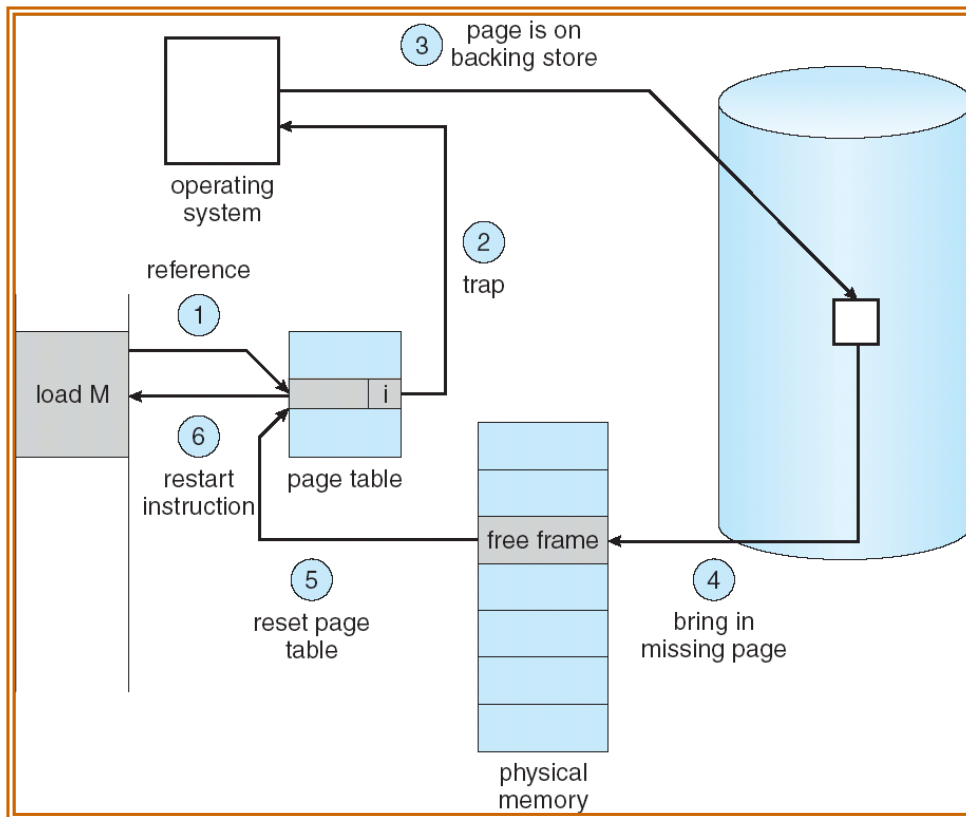 3
page is on
backing store
operating
system
2
trap
reference
1
load M
i
6
restart
instruction
page table
free frame
5
reset page
table
4
bring in
missing page
physical
memory